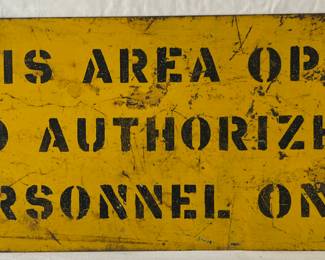 IS AREA OP
O AUTHORIZE
RSONNEL ON